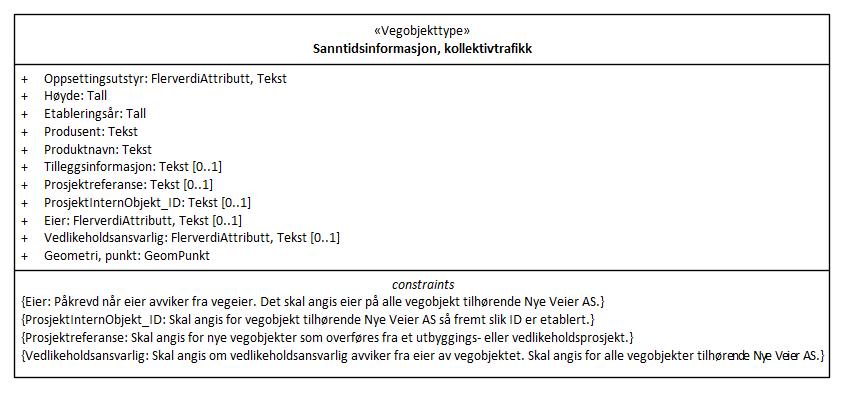 «Vegobjekttype»
Sanntidsinformasjon, kollektivtrafikk
+ Oppsettingsutstyr: FlerverdiAttributt, Tekst
+ Høyde: Tall
+ Etableringsår: Tall
+ Produsent: Tekst
+ Produktnavn: Tekst
+ Tilleggsinformasjon: Tekst [0..1]
+ Prosjektreferanse: Tekst [0..1]
+ ProsjektInternObjekt_ID: Tekst [0..1]
+ Eier: FlerverdiAttributt, Tekst [0..1]
+ Vedlikeholdsansvarlig: FlerverdiAttributt, Tekst [0..1]
+ Geometri, punkt: GeomPunkt
constraints
{Eier: Påkrevd når eier avviker fra vegeier. Det skal angis eier på alle vegobjekt tilhørende Nye Veier AS.}
{ProsjektInternObjekt_ID: Skal angis for vegobjekt tilhørende Nye Veier AS så fremt slik ID er etablert.}
{Prosjektreferanse: Skal angis for nye vegobjekter som overføres fra et utbyggings- eller vedlikeholdsprosjekt.}
{Vedlikeholdsansvarlig: Skal angis om vedlikeholdsansvarlig avviker fra eier av vegobjektet. Skal angis for alle vegobjekter tilhørende Nye Veier AS.}